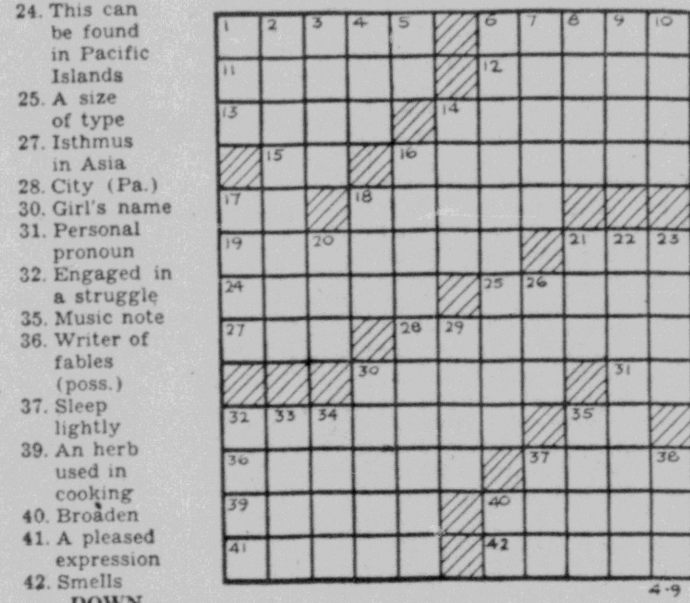 24. This can
be found
in Pacific
Islands
25. A size
of type
27. Isthmus
in Asia
28. City (Pa.)
30. Girl's name
31. Personal
pronoun
32. Engaged in
a struggle
35. Music note
36. Writer of
fables
(poss.)
37. Sleep
lightly
39. An herb
used in
cooking
40. Broaden
41. A pleased
expression
42. Smells
DOWN
1 2 3 4 5 6 7 8 9 10
11 12
13 14
15 16
17 18
19 20 21 22 23
24 25 26
27 28 29
30 31
32 33 34 35
36 37 38
39 40
41 42
4-9